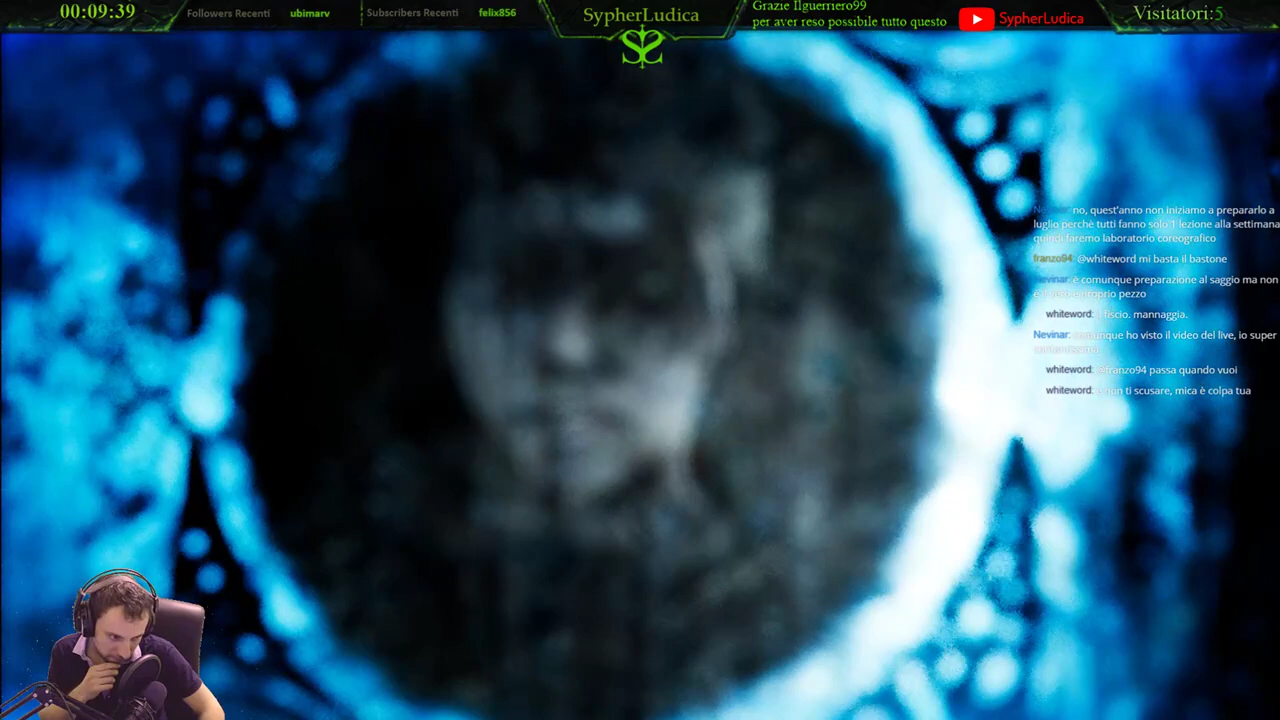 00:09:39
Followers Recenti
ubimarv
Subscribers Recenti
felix856
SypherLudica
Grazie Ilguerriero99
per aver reso possibile tutto questo
SypherLudica
Visitatori:5
no, quest'anno non iniziamo a prepararlo a
luglio perchè tutti fanno solo 1 lezione alla settimana
quindi faremo laboratorio coreografico
franzo94: @whiteword mi basta il bastone
Nevinar: è comunque preparazione al saggio ma non
proprio pezzo
whiteword: fiscio. mannaggia.
Nevinar: comunque ho visto il video del live, io super
whiteword: @franzo94 passa quando vuoi
whiteword: non ti scusare, mica è colpa tua